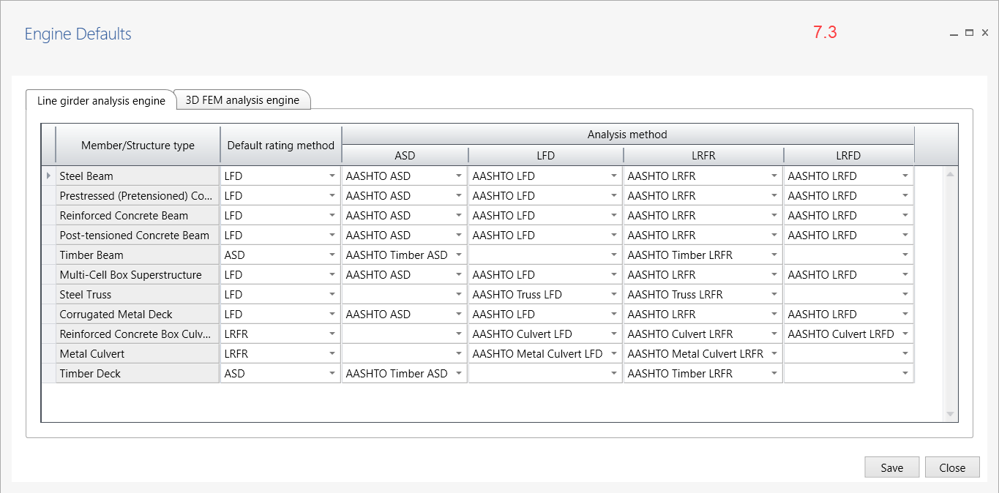 Engine Defaults 7.3
Line girder analysis engine 3D FEM analysis engine
Member/Structure type Default rating method Analysis method
ASD LFD LRFR LRFD
Steel Beam LFD AASHTO ASD AASHTO LFD AASHTO LRFR AASHTO LRFD
Prestressed (Pretensioned) Co... LFD AASHTO ASD AASHTO LFD AASHTO LRFR AASHTO LRFD
Reinforced Concrete Beam LFD AASHTO ASD AASHTO LFD AASHTO LRFR AASHTO LRFD
Post-tensioned Concrete Beam LFD AASHTO ASD AASHTO LFD AASHTO LRFR AASHTO LRFD
Timber Beam ASD AASHTO Timber ASD AASHTO Timber LRFR
Multi-Cell Box Superstructure LFD AASHTO ASD AASHTO LFD AASHTO LRFR AASHTO LRFD
Steel Truss LFD AASHTO Truss LFD AASHTO Truss LRFR
Corrugated Metal Deck LFD AASHTO ASD AASHTO LFD AASHTO LRFR AASHTO LRFD
Reinforced Concrete Box Culv... LRFR AASHTO Culvert LFD AASHTO Culvert LRFR AASHTO Culvert LRFD
Metal Culvert LRFR AASHTO Metal Culvert LFD AASHTO Metal Culvert LRFR
Timber Deck ASD AASHTO Timber ASD AASHTO Timber LRFR
Save Close